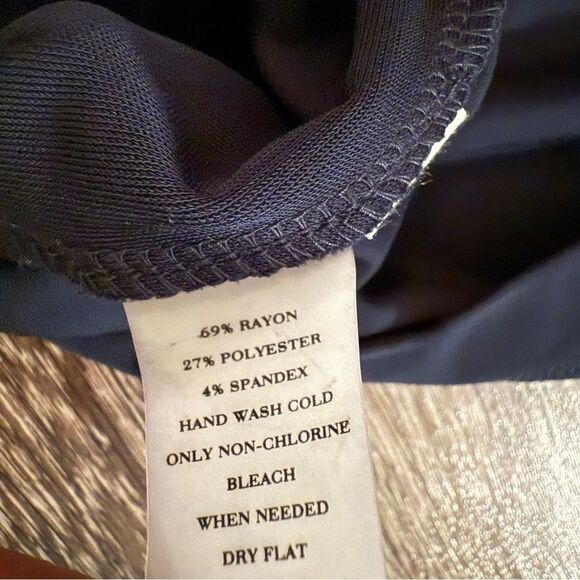 69% RAYON
27% POLYESTER
4% SPANDEX
HAND WASH COLD
ONLY NON-CHLORINE
BLEACH
WHEN NEEDED
DRY FLAT